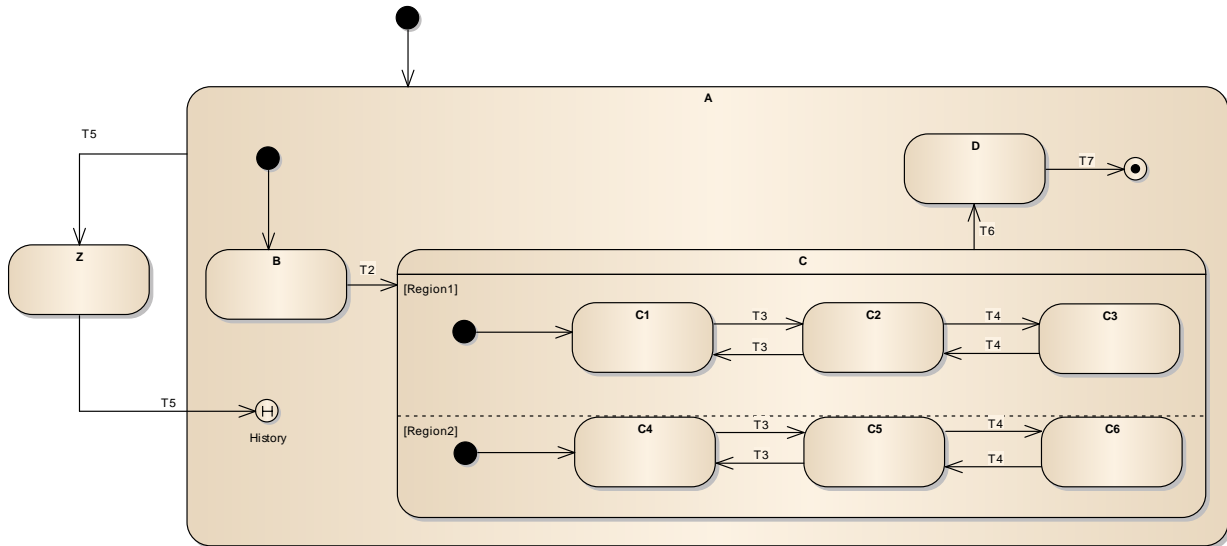 A
T5
D
T7
Z
B
T2
T6
C
[Region1]
C1
T3
T3
C2
T4
T4
C3
T5
H
History
[Region2]
C4
T3
T3
C5
T4
T4
C6